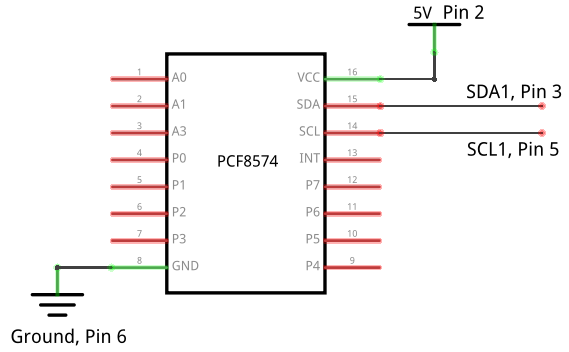 5V Pin 2
1 A0 VCC 16
2 A1 SDA 15 SDA1, Pin 3
3 A3 SCL 14 SCL1, Pin 5
4 P0 INT 13
PCF8574
5 P1 P7 12
6 P2 P6 11
7 P3 P5 10
8 GND P4 9
Ground, Pin 6